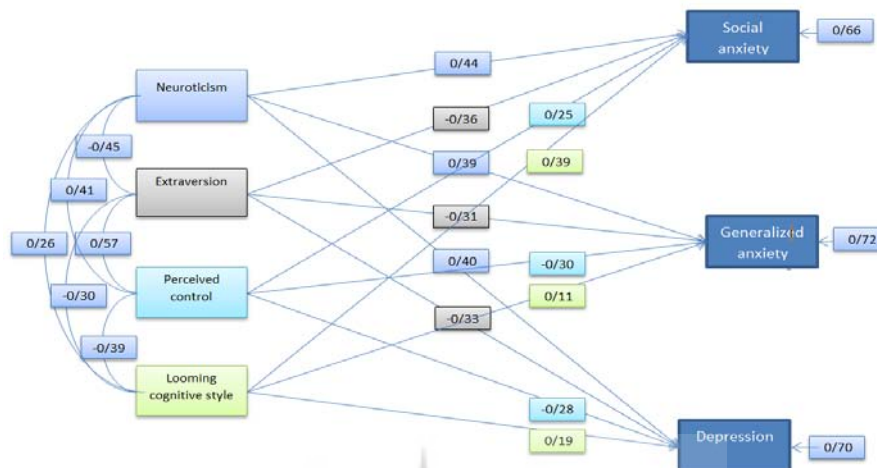 Social
anxiety
0/66
0/44
Neuroticism
-0/36
0/25
-0/45
0/39
0/39
Extraversion
0/41
-0/31
Generalized
anxiety
0/72
0/26
0/57
0/40
-0/30
Perceived
control
-0/30
0/11
-0/33
-0/39
Looming
cognitive style
-0/28
0/19
Depression
0/70